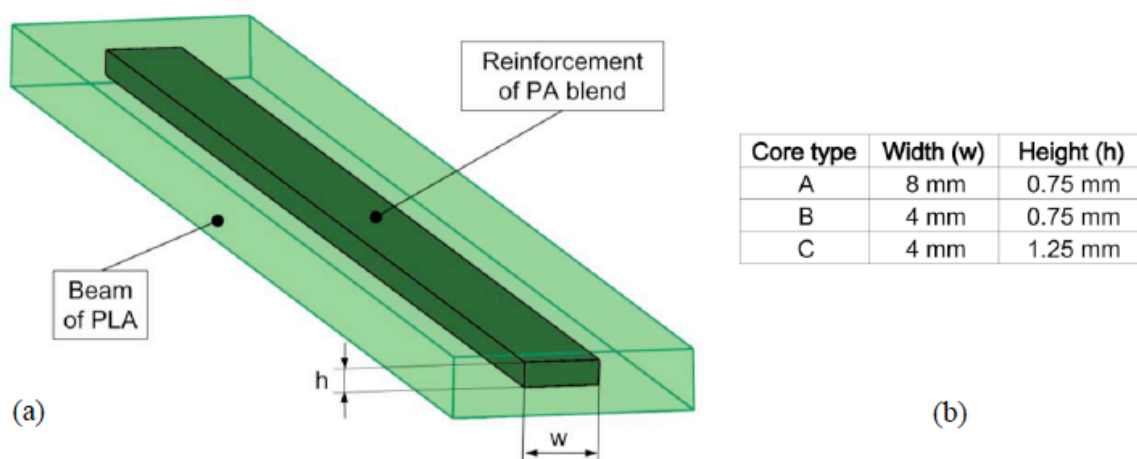 Reinforcement
of PA blend
Beam
of PLA
h
w
(a)
Core type Width (w) Height (h)
A 8 mm 0.75 mm
B 4 mm 0.75 mm
C 4 mm 1.25 mm
(b)